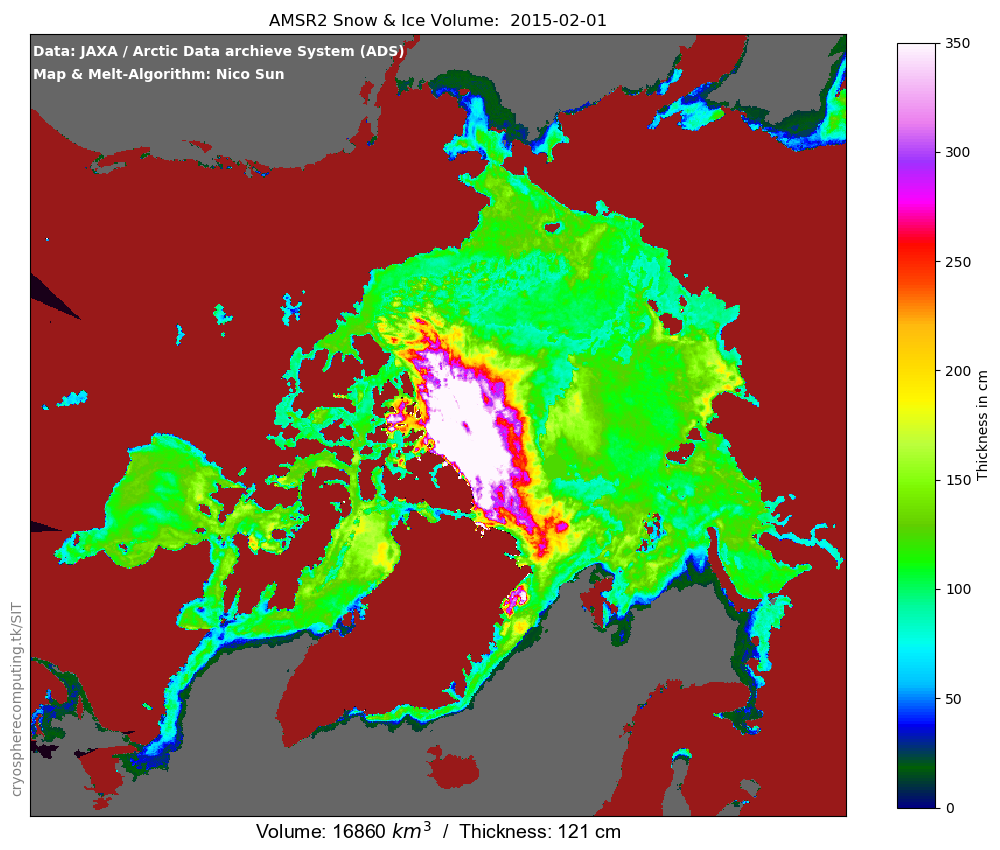 AMSR2 Snow & Ice Volume:  2015-02-01
Data: JAXA / Arctic Data archieve System (ADS)
Map & Melt-Algorithm: Nico Sun
350
300
250
200
150
100
50
0
Thickness in cm
cryospherecomputing.tk/SIT
Volume: 16860 km³  /  Thickness: 121 cm